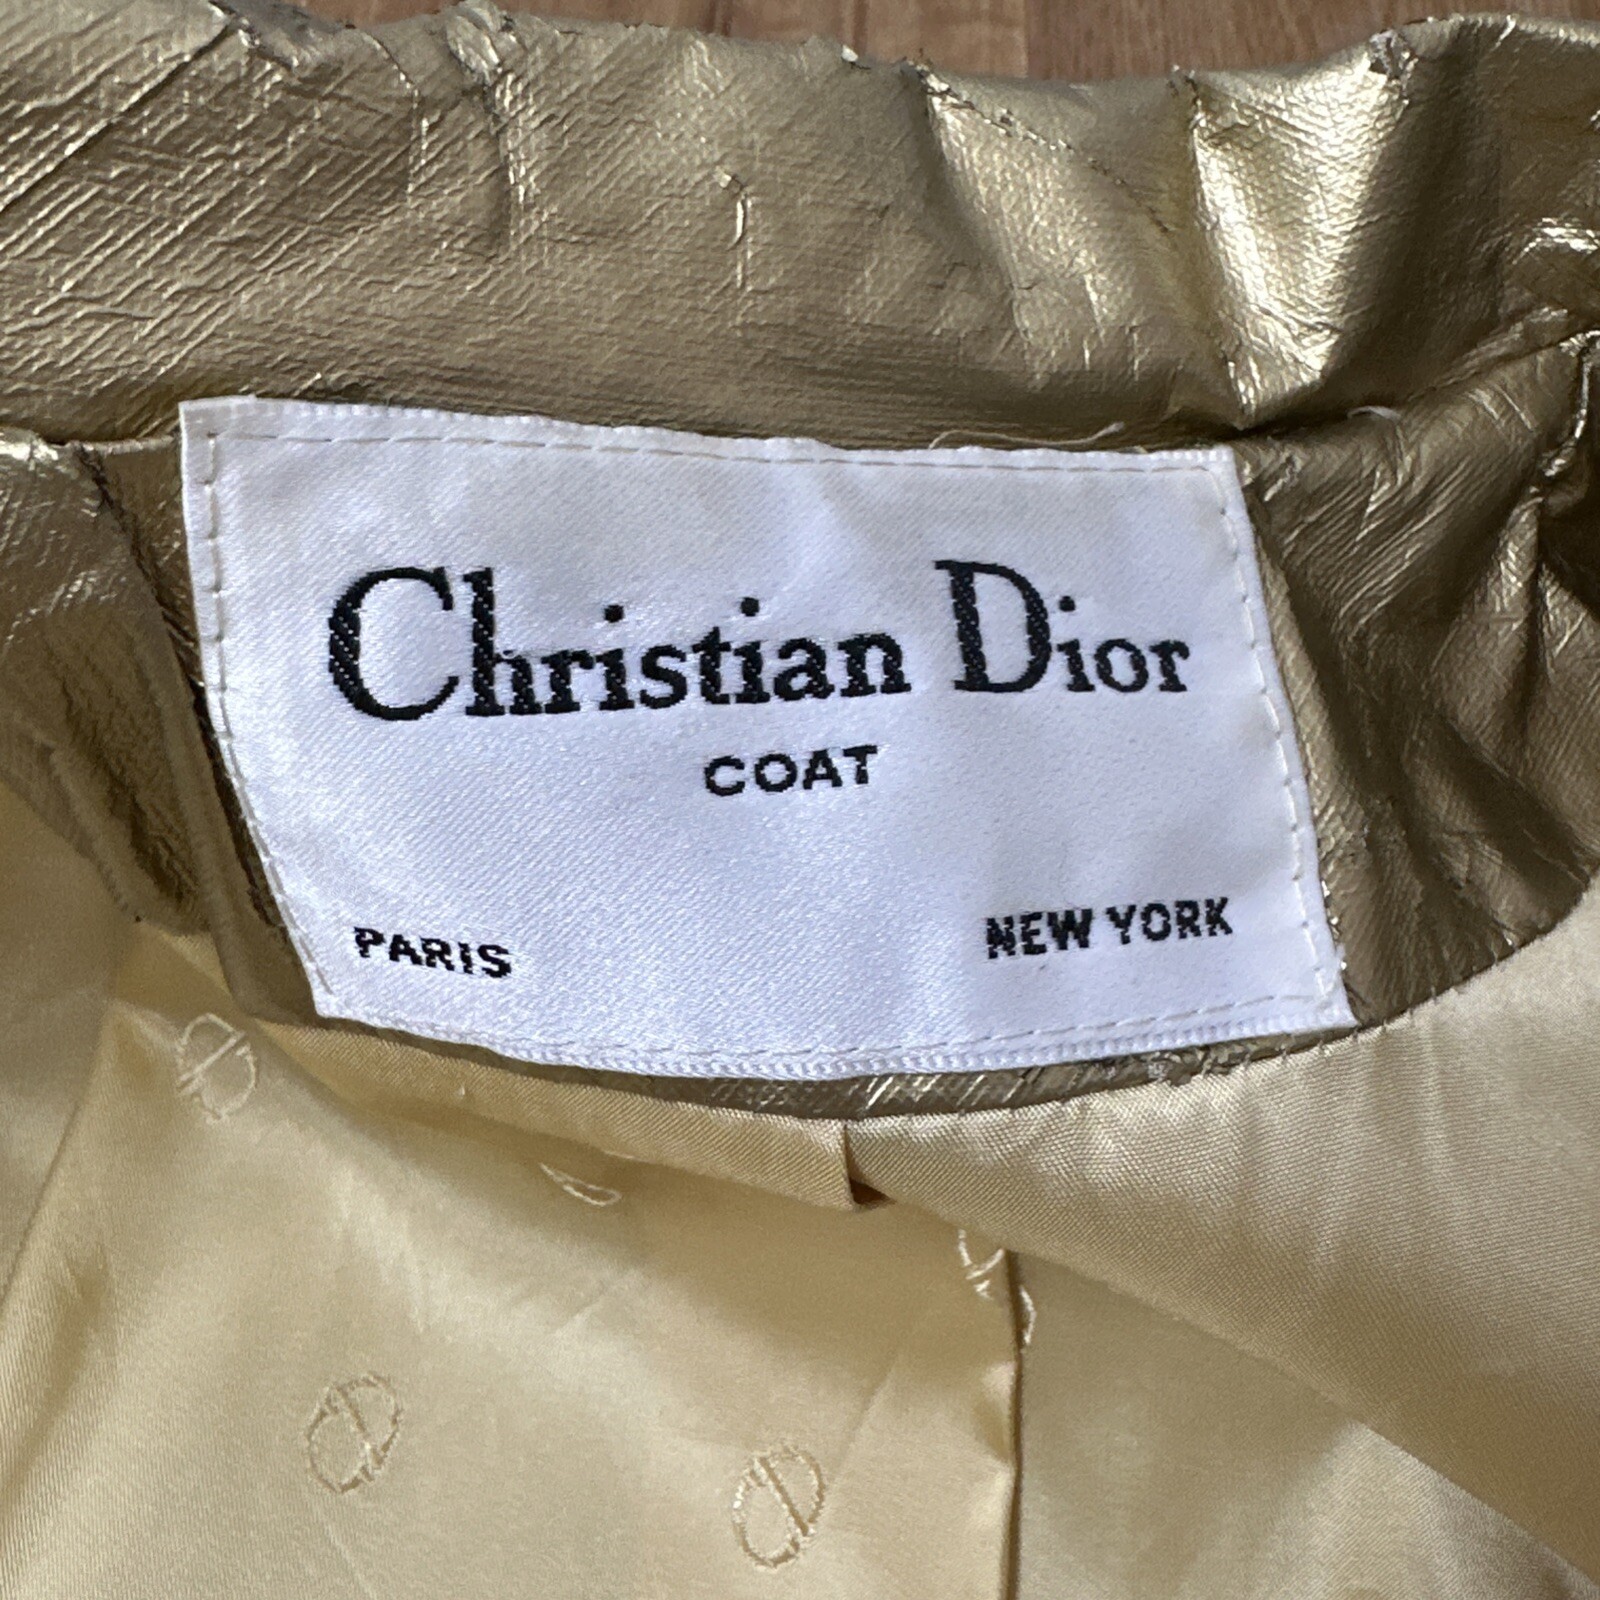 Christian Dior
COAT
PARIS
NEW YORK